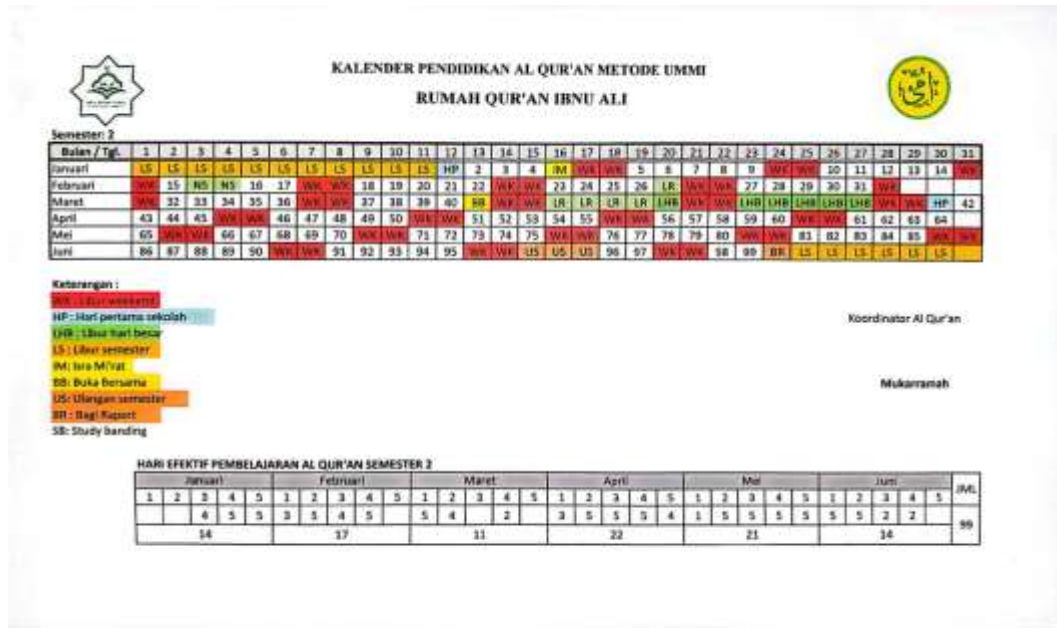 KALENDER PENDIDIKAN AL QUR'AN METODE UMMI
RUMAH QUR'AN IBNU ALI
Semester: 2
Bulan / Tgl. 1 2 3 4 5 6 7 8 9 10 11 12 13 14 15 16 17 18 19 20 21 22 23 24 25 26 27 28 29 30 31
Januari LS LS LS LS LS LS LS LS LS LS LS HP 2 3 4 IM WK WK 5 6 7 8 9 WK WK 10 11 12 13 14 WK
Februari WK 15 NS NS 16 17 WK WK 18 19 20 21 22 WK WK 23 24 25 26 LR WK WK 27 28 29 30 31 WK
Maret WK 32 33 34 35 36 WK WK 37 38 39 40 BB WK WK LR LR LR LR LHB WK WK LHB LHB LHB LHB LHB WK WK HP 42
April 43 44 45 WK WK 46 47 48 49 50 WK WK 51 52 53 54 55 WK WK 56 57 58 59 60 WK WK 61 62 63 64
Mei 65 WK WK 66 67 68 69 70 WK WK 71 72 73 74 75 WK WK 76 77 78 79 80 WK WK 81 82 83 84 85 WK WK
Juni 86 87 88 89 90 WK WK 91 92 93 94 95 WK WK US US US 96 97 WK WK 98 99 BR LS LS LS LS LS LS
Keterangan :
WK : Libur weekend
HP : Hari pertama sekolah
LHB : Libur hari besar
LS : Libur semester
IM: Isra Mi'rat
BB: Buka Bersama
US: Ulangan semester
BR : Bagi Raport
SB: Study banding
Koordinator Al Qur'an
Mukarramah
HARI EFEKTIF PEMBELAJARAN AL QUR'AN SEMESTER 2
Januari Februari Maret April Mei Juni JML
1 2 3 4 5 1 2 3 4 5 1 2 3 4 5 1 2 3 4 5 1 2 3 4 5 1 2 3 4 5
4 5 5 3 5 4 5 5 4 2 3 5 5 5 4 1 5 5 5 5 5 5 2 2 99
14 17 11 22 21 14